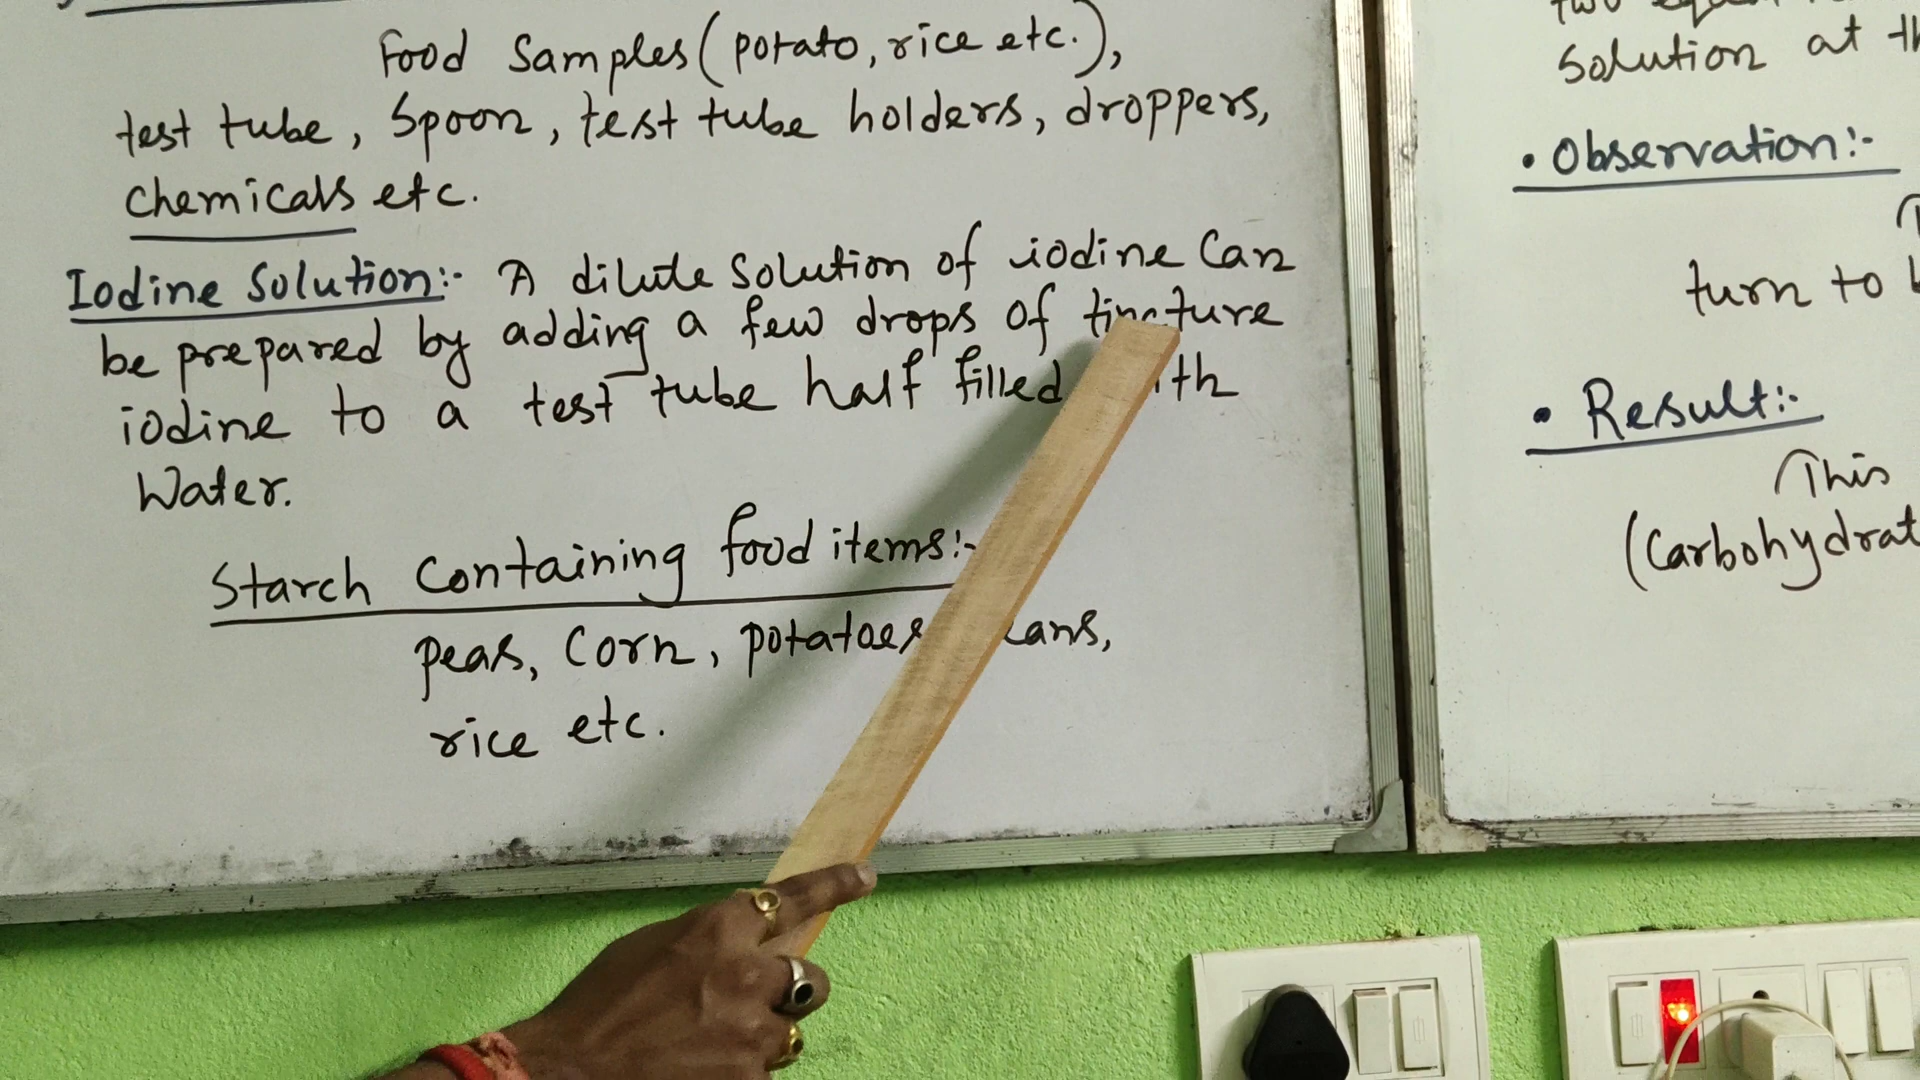 Food Samples (potato, rice etc.),
test tube, Spoon, test tube holders, droppers,
chemicals etc.
Iodine Solution:- A dilute Solution of iodine Can
be prepared by adding a few drops of tincture
iodine to a test tube half filled with
Water.
Starch Containing food items:-
peas, Corn, potatoes,
rice etc.
solution at
• Observation:-
turn to
• Result:-
This